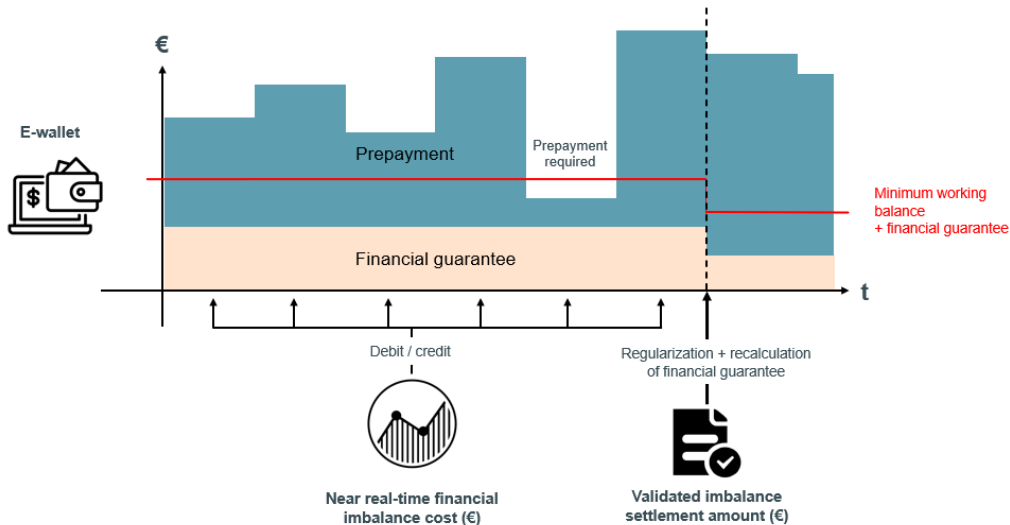 €
E-wallet
$
Prepayment
Prepayment
required
Minimum working
balance
+ financial guarantee
Financial guarantee
t
Debit / credit
Regularization + recalculation
of financial guarantee
Near real-time financial
imbalance cost (€)
Validated imbalance
settlement amount (€)